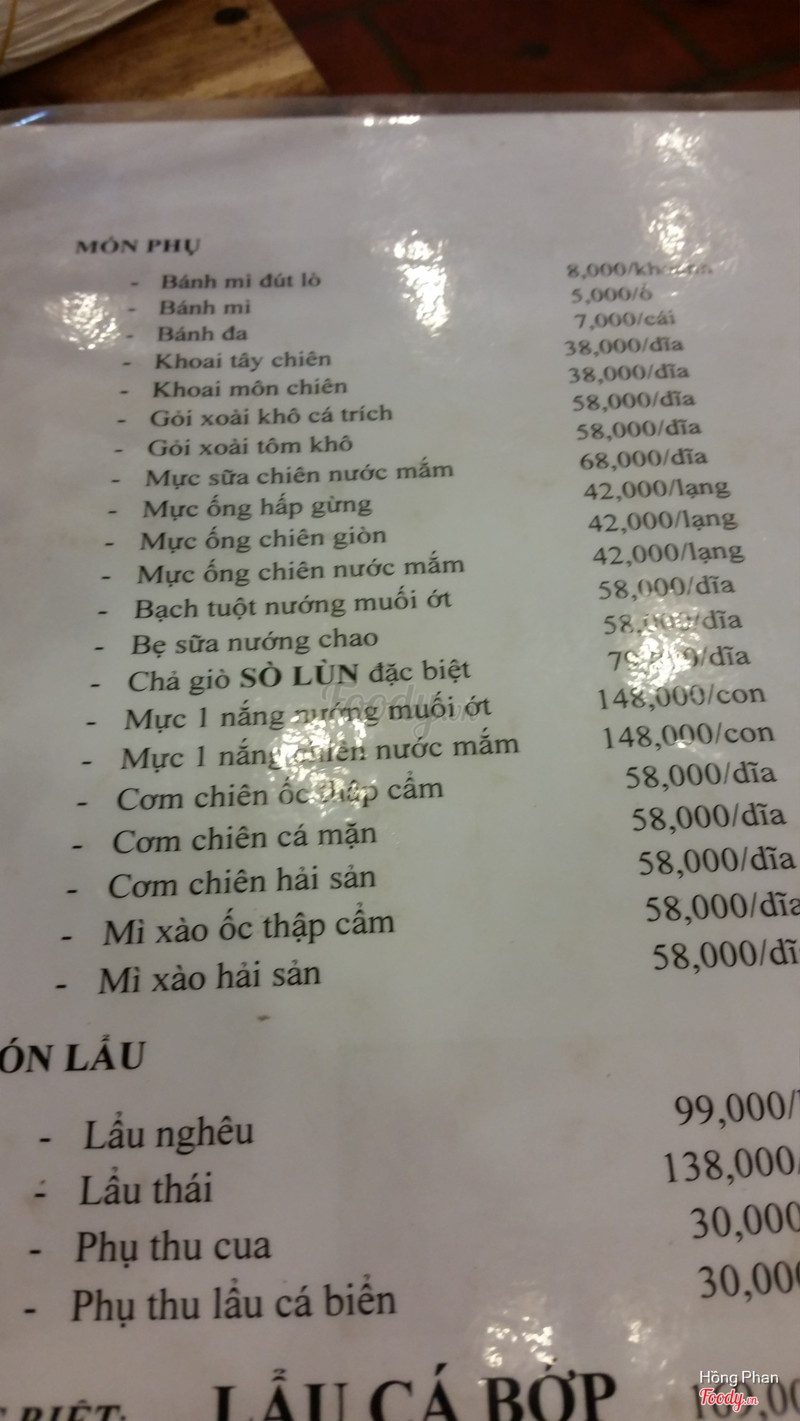 MÓN PHỤ
- Bánh mì đút lò 8,000/
- Bánh mì 5,000/ổ
- Bánh đa 7,000/cái
- Khoai tây chiên 38,000/dĩa
- Khoai môn chiên 38,000/dĩa
- Gỏi xoài khô cá trích 58,000/dĩa
- Gỏi xoài tôm khô 58,000/dĩa
- Mực sữa chiên nước mắm 68,000/dĩa
- Mực ống hấp gừng 42,000/lạng
- Mực ống chiên giòn 42,000/lạng
- Mực ống chiên nước mắm 42,000/lạng
- Bạch tuột nướng muối ớt 58,000/dĩa
- Bẹ sữa nướng chao 58,000/dĩa
- Chả giò SÒ LÙN đặc biệt /dĩa
- Mực 1 nắng nướng muối ớt 148,000/con
- Mực 1 nắng chiên nước mắm 148,000/con
- Cơm chiên ốc thập cẩm 58,000/dĩa
- Cơm chiên cá mặn 58,000/dĩa
- Cơm chiên hải sản 58,000/dĩa
- Mì xào ốc thập cẩm 58,000/dĩa
- Mì xào hải sản 58,000/dĩ
ÓN LẨU
- Lẩu nghêu 99,000/
- Lẩu thái 138,000/
- Phụ thu cua 30,000
- Phụ thu lẩu cá biển 30,000
BIỆT: LẨU CÁ BỚP
Hồng Phan
Foody.vn